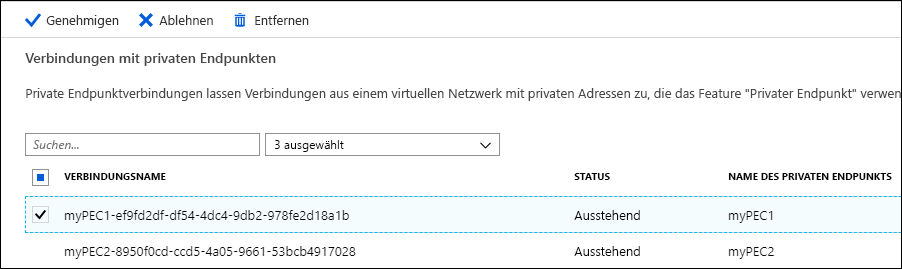 Genehmigen Ablehnen Entfernen
Verbindungen mit privaten Endpunkten
Private Endpunktverbindungen lassen Verbindungen aus einem virtuellen Netzwerk mit privaten Adressen zu, die das Feature "Privater Endpunkt" verwen
Suchen... 3 ausgewählt
VERBINDUNGSNAME STATUS NAME DES PRIVATEN ENDPUNKTS
myPEC1-ef9fd2df-df54-4dc4-9db2-978fe2d18a1b Ausstehend myPEC1
myPEC2-8950f0cd-ccd5-4a05-9661-53bcb4917028 Ausstehend myPEC2